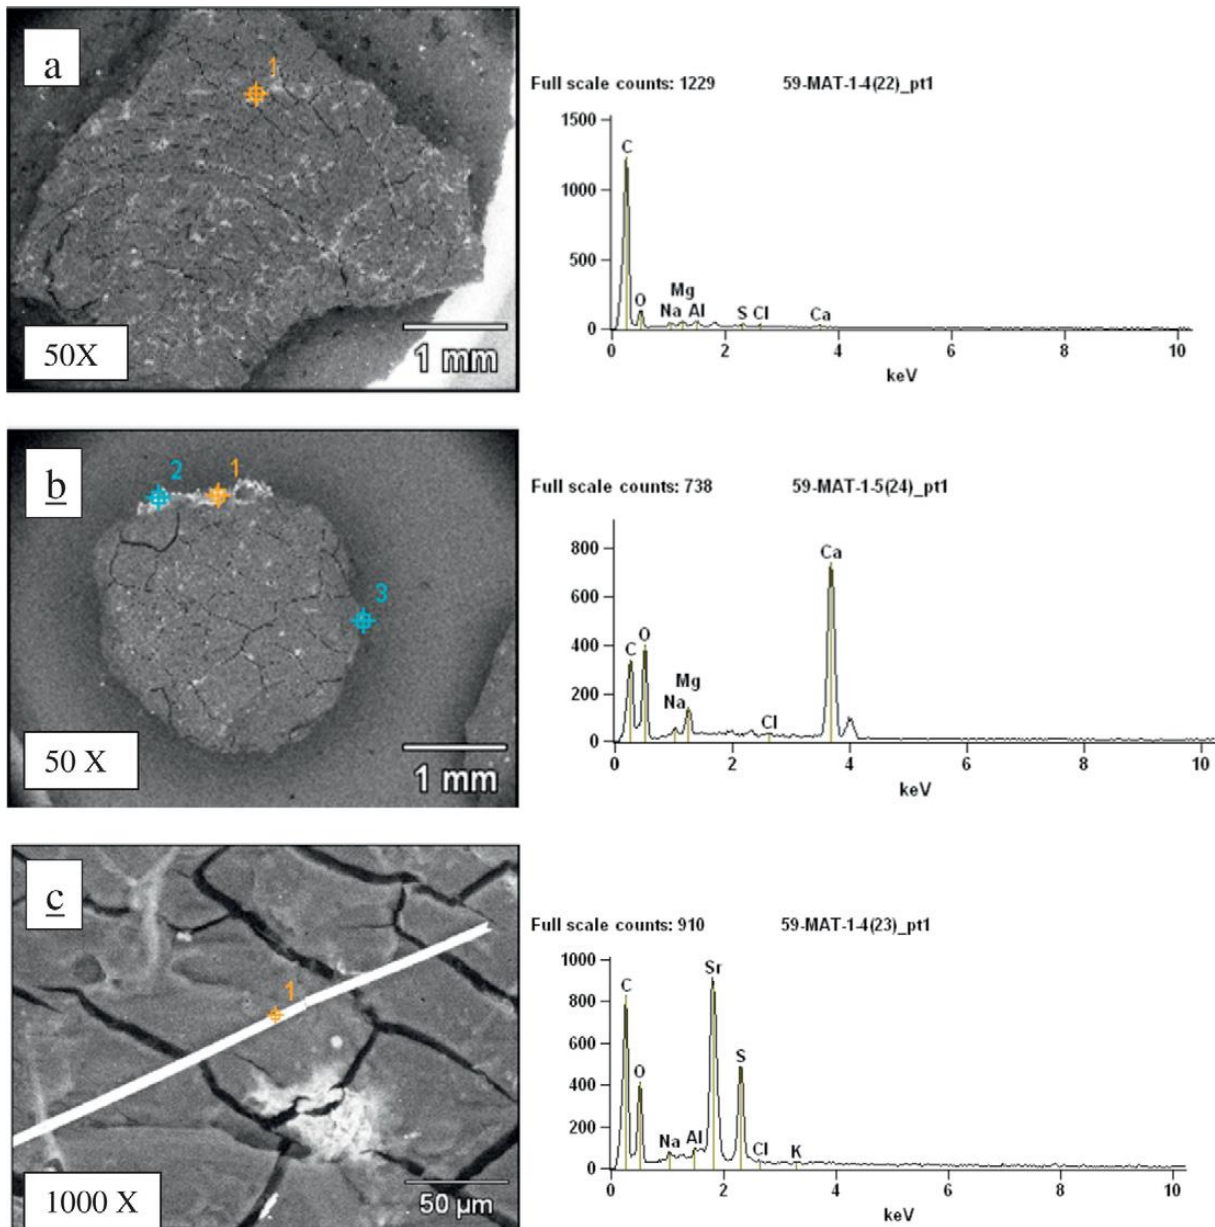 a
1
50X
1 mm
Full scale counts: 1229 59-MAT-1-4(22)_pt1
1500
1000
500
0
C
O
Na
Mg
Al
S
Cl
Ca
0 2 4 6 8 10
keV
b
2
1
3
50 X
1 mm
Full scale counts: 738 59-MAT-1-5(24)_pt1
800
600
400
200
0
C
O
Na
Mg
Cl
Ca
0 2 4 6 8 10
keV
c
1
1000 X
50 µm
Full scale counts: 910 59-MAT-1-4(23)_pt1
1000
800
600
400
200
0
C
O
Na
Al
Sr
S
Cl
K
0 2 4 6 8 10
keV